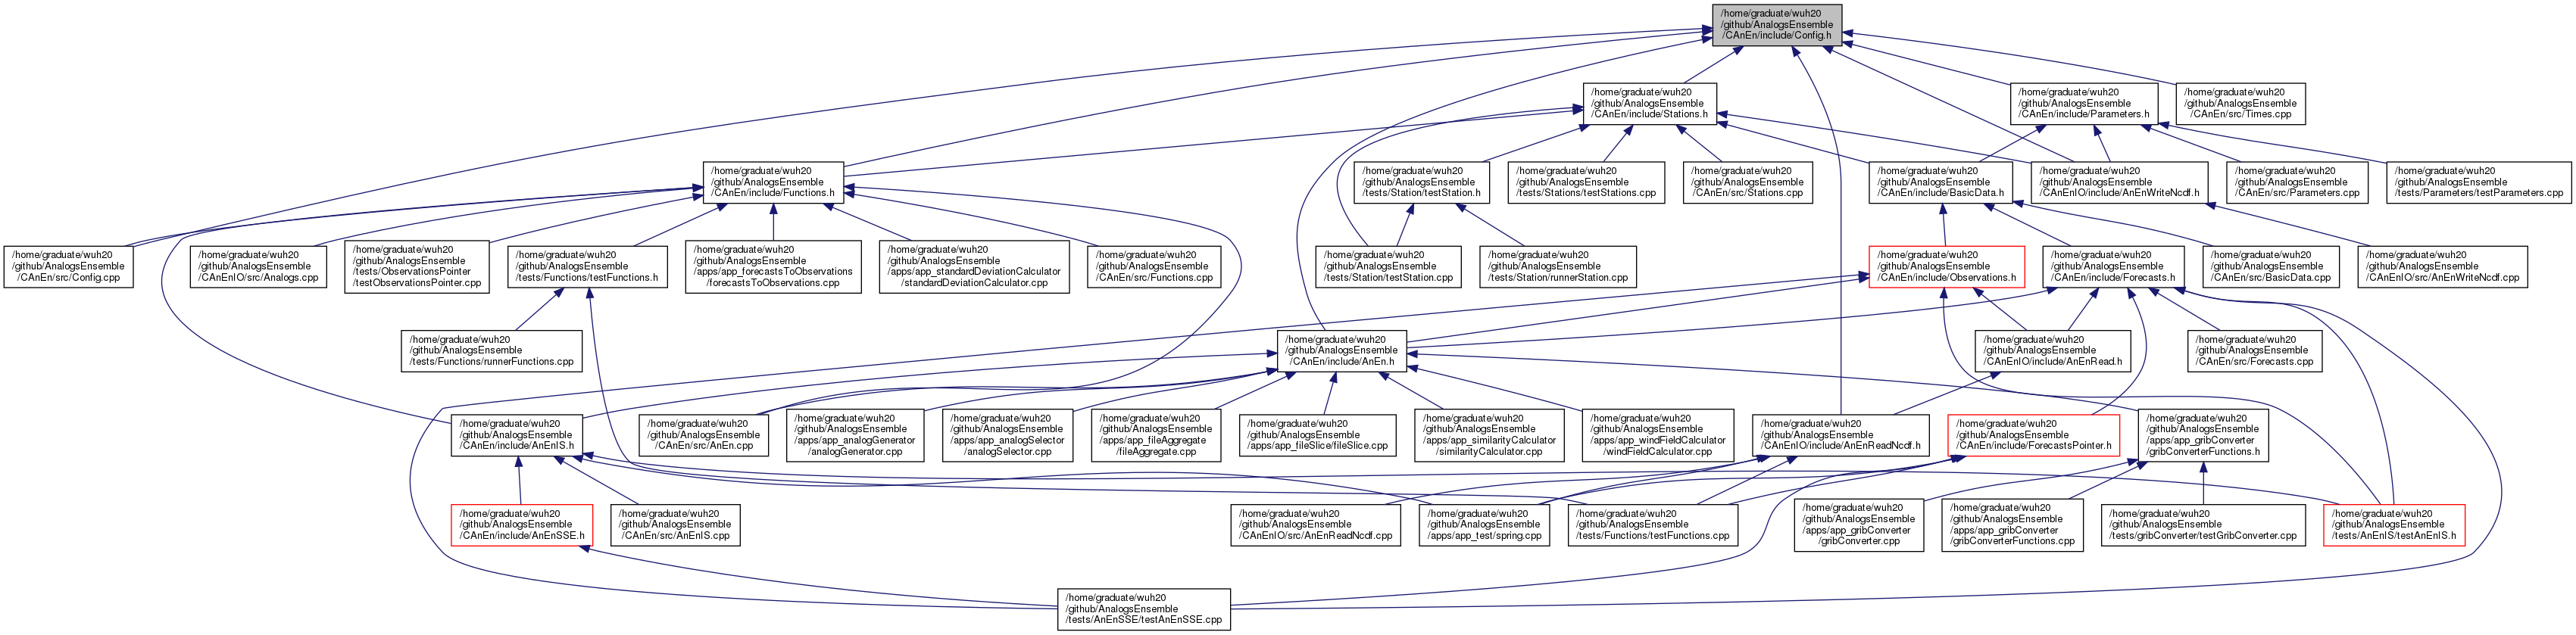 /home/graduate/wuh20
/github/AnalogsEnsemble
/CAnEn/include/Config.h
/home/graduate/wuh20
/github/AnalogsEnsemble
/CAnEn/include/Stations.h
/home/graduate/wuh20
/github/AnalogsEnsemble
/CAnEn/include/Parameters.h
/home/graduate/wuh20
/github/AnalogsEnsemble
/CAnEn/src/Times.cpp
/home/graduate/wuh20
/github/AnalogsEnsemble
/CAnEn/include/Functions.h
/home/graduate/wuh20
/github/AnalogsEnsemble
/tests/Station/testStation.h
/home/graduate/wuh20
/github/AnalogsEnsemble
/tests/Stations/testStations.cpp
/home/graduate/wuh20
/github/AnalogsEnsemble
/CAnEn/src/Stations.cpp
/home/graduate/wuh20
/github/AnalogsEnsemble
/CAnEn/include/BasicData.h
/home/graduate/wuh20
/github/AnalogsEnsemble
/CAnEnIO/include/AnEnWriteNcdf.h
/home/graduate/wuh20
/github/AnalogsEnsemble
/CAnEn/src/Parameters.cpp
/home/graduate/wuh20
/github/AnalogsEnsemble
/tests/Parameters/testParameters.cpp
/home/graduate/wuh20
/github/AnalogsEnsemble
/CAnEn/src/Config.cpp
/home/graduate/wuh20
/github/AnalogsEnsemble
/CAnEnIO/src/Analogs.cpp
/home/graduate/wuh20
/github/AnalogsEnsemble
/tests/ObservationsPointer
/testObservationsPointer.cpp
/home/graduate/wuh20
/github/AnalogsEnsemble
/tests/Functions/testFunctions.h
/home/graduate/wuh20
/github/AnalogsEnsemble
/apps/app_forecastsToObservations
/forecastsToObservations.cpp
/home/graduate/wuh20
/github/AnalogsEnsemble
/apps/app_standardDeviationCalculator
/standardDeviationCalculator.cpp
/home/graduate/wuh20
/github/AnalogsEnsemble
/CAnEn/src/Functions.cpp
/home/graduate/wuh20
/github/AnalogsEnsemble
/tests/Station/testStation.cpp
/home/graduate/wuh20
/github/AnalogsEnsemble
/tests/Station/runnerStation.cpp
/home/graduate/wuh20
/github/AnalogsEnsemble
/CAnEn/include/Observations.h
/home/graduate/wuh20
/github/AnalogsEnsemble
/CAnEn/include/Forecasts.h
/home/graduate/wuh20
/github/AnalogsEnsemble
/CAnEn/src/BasicData.cpp
/home/graduate/wuh20
/github/AnalogsEnsemble
/CAnEnIO/src/AnEnWriteNcdf.cpp
/home/graduate/wuh20
/github/AnalogsEnsemble
/tests/Functions/runnerFunctions.cpp
/home/graduate/wuh20
/github/AnalogsEnsemble
/CAnEn/include/AnEn.h
/home/graduate/wuh20
/github/AnalogsEnsemble
/CAnEnIO/include/AnEnRead.h
/home/graduate/wuh20
/github/AnalogsEnsemble
/CAnEn/src/Forecasts.cpp
/home/graduate/wuh20
/github/AnalogsEnsemble
/CAnEn/include/AnEnIS.h
/home/graduate/wuh20
/github/AnalogsEnsemble
/CAnEn/src/AnEn.cpp
/home/graduate/wuh20
/github/AnalogsEnsemble
/apps/app_analogGenerator
/analogGenerator.cpp
/home/graduate/wuh20
/github/AnalogsEnsemble
/apps/app_analogSelector
/analogSelector.cpp
/home/graduate/wuh20
/github/AnalogsEnsemble
/apps/app_fileAggregate
/fileAggregate.cpp
/home/graduate/wuh20
/github/AnalogsEnsemble
/apps/app_fileSlice/fileSlice.cpp
/home/graduate/wuh20
/github/AnalogsEnsemble
/apps/app_similarityCalculator
/similarityCalculator.cpp
/home/graduate/wuh20
/github/AnalogsEnsemble
/apps/app_windFieldCalculator
/windFieldCalculator.cpp
/home/graduate/wuh20
/github/AnalogsEnsemble
/CAnEnIO/include/AnEnReadNcdf.h
/home/graduate/wuh20
/github/AnalogsEnsemble
/CAnEn/include/ForecastsPointer.h
/home/graduate/wuh20
/github/AnalogsEnsemble
/apps/app_gribConverter
/gribConverterFunctions.h
/home/graduate/wuh20
/github/AnalogsEnsemble
/CAnEn/include/AnEnSSE.h
/home/graduate/wuh20
/github/AnalogsEnsemble
/CAnEn/src/AnEnIS.cpp
/home/graduate/wuh20
/github/AnalogsEnsemble
/CAnEnIO/src/AnEnReadNcdf.cpp
/home/graduate/wuh20
/github/AnalogsEnsemble
/apps/app_test/spring.cpp
/home/graduate/wuh20
/github/AnalogsEnsemble
/tests/Functions/testFunctions.cpp
/home/graduate/wuh20
/github/AnalogsEnsemble
/apps/app_gribConverter
/gribConverter.cpp
/home/graduate/wuh20
/github/AnalogsEnsemble
/apps/app_gribConverter
/gribConverterFunctions.cpp
/home/graduate/wuh20
/github/AnalogsEnsemble
/tests/gribConverter/testGribConverter.cpp
/home/graduate/wuh20
/github/AnalogsEnsemble
/tests/AnEnIS/testAnEnIS.h
/home/graduate/wuh20
/github/AnalogsEnsemble
/tests/AnEnSSE/testAnEnSSE.cpp